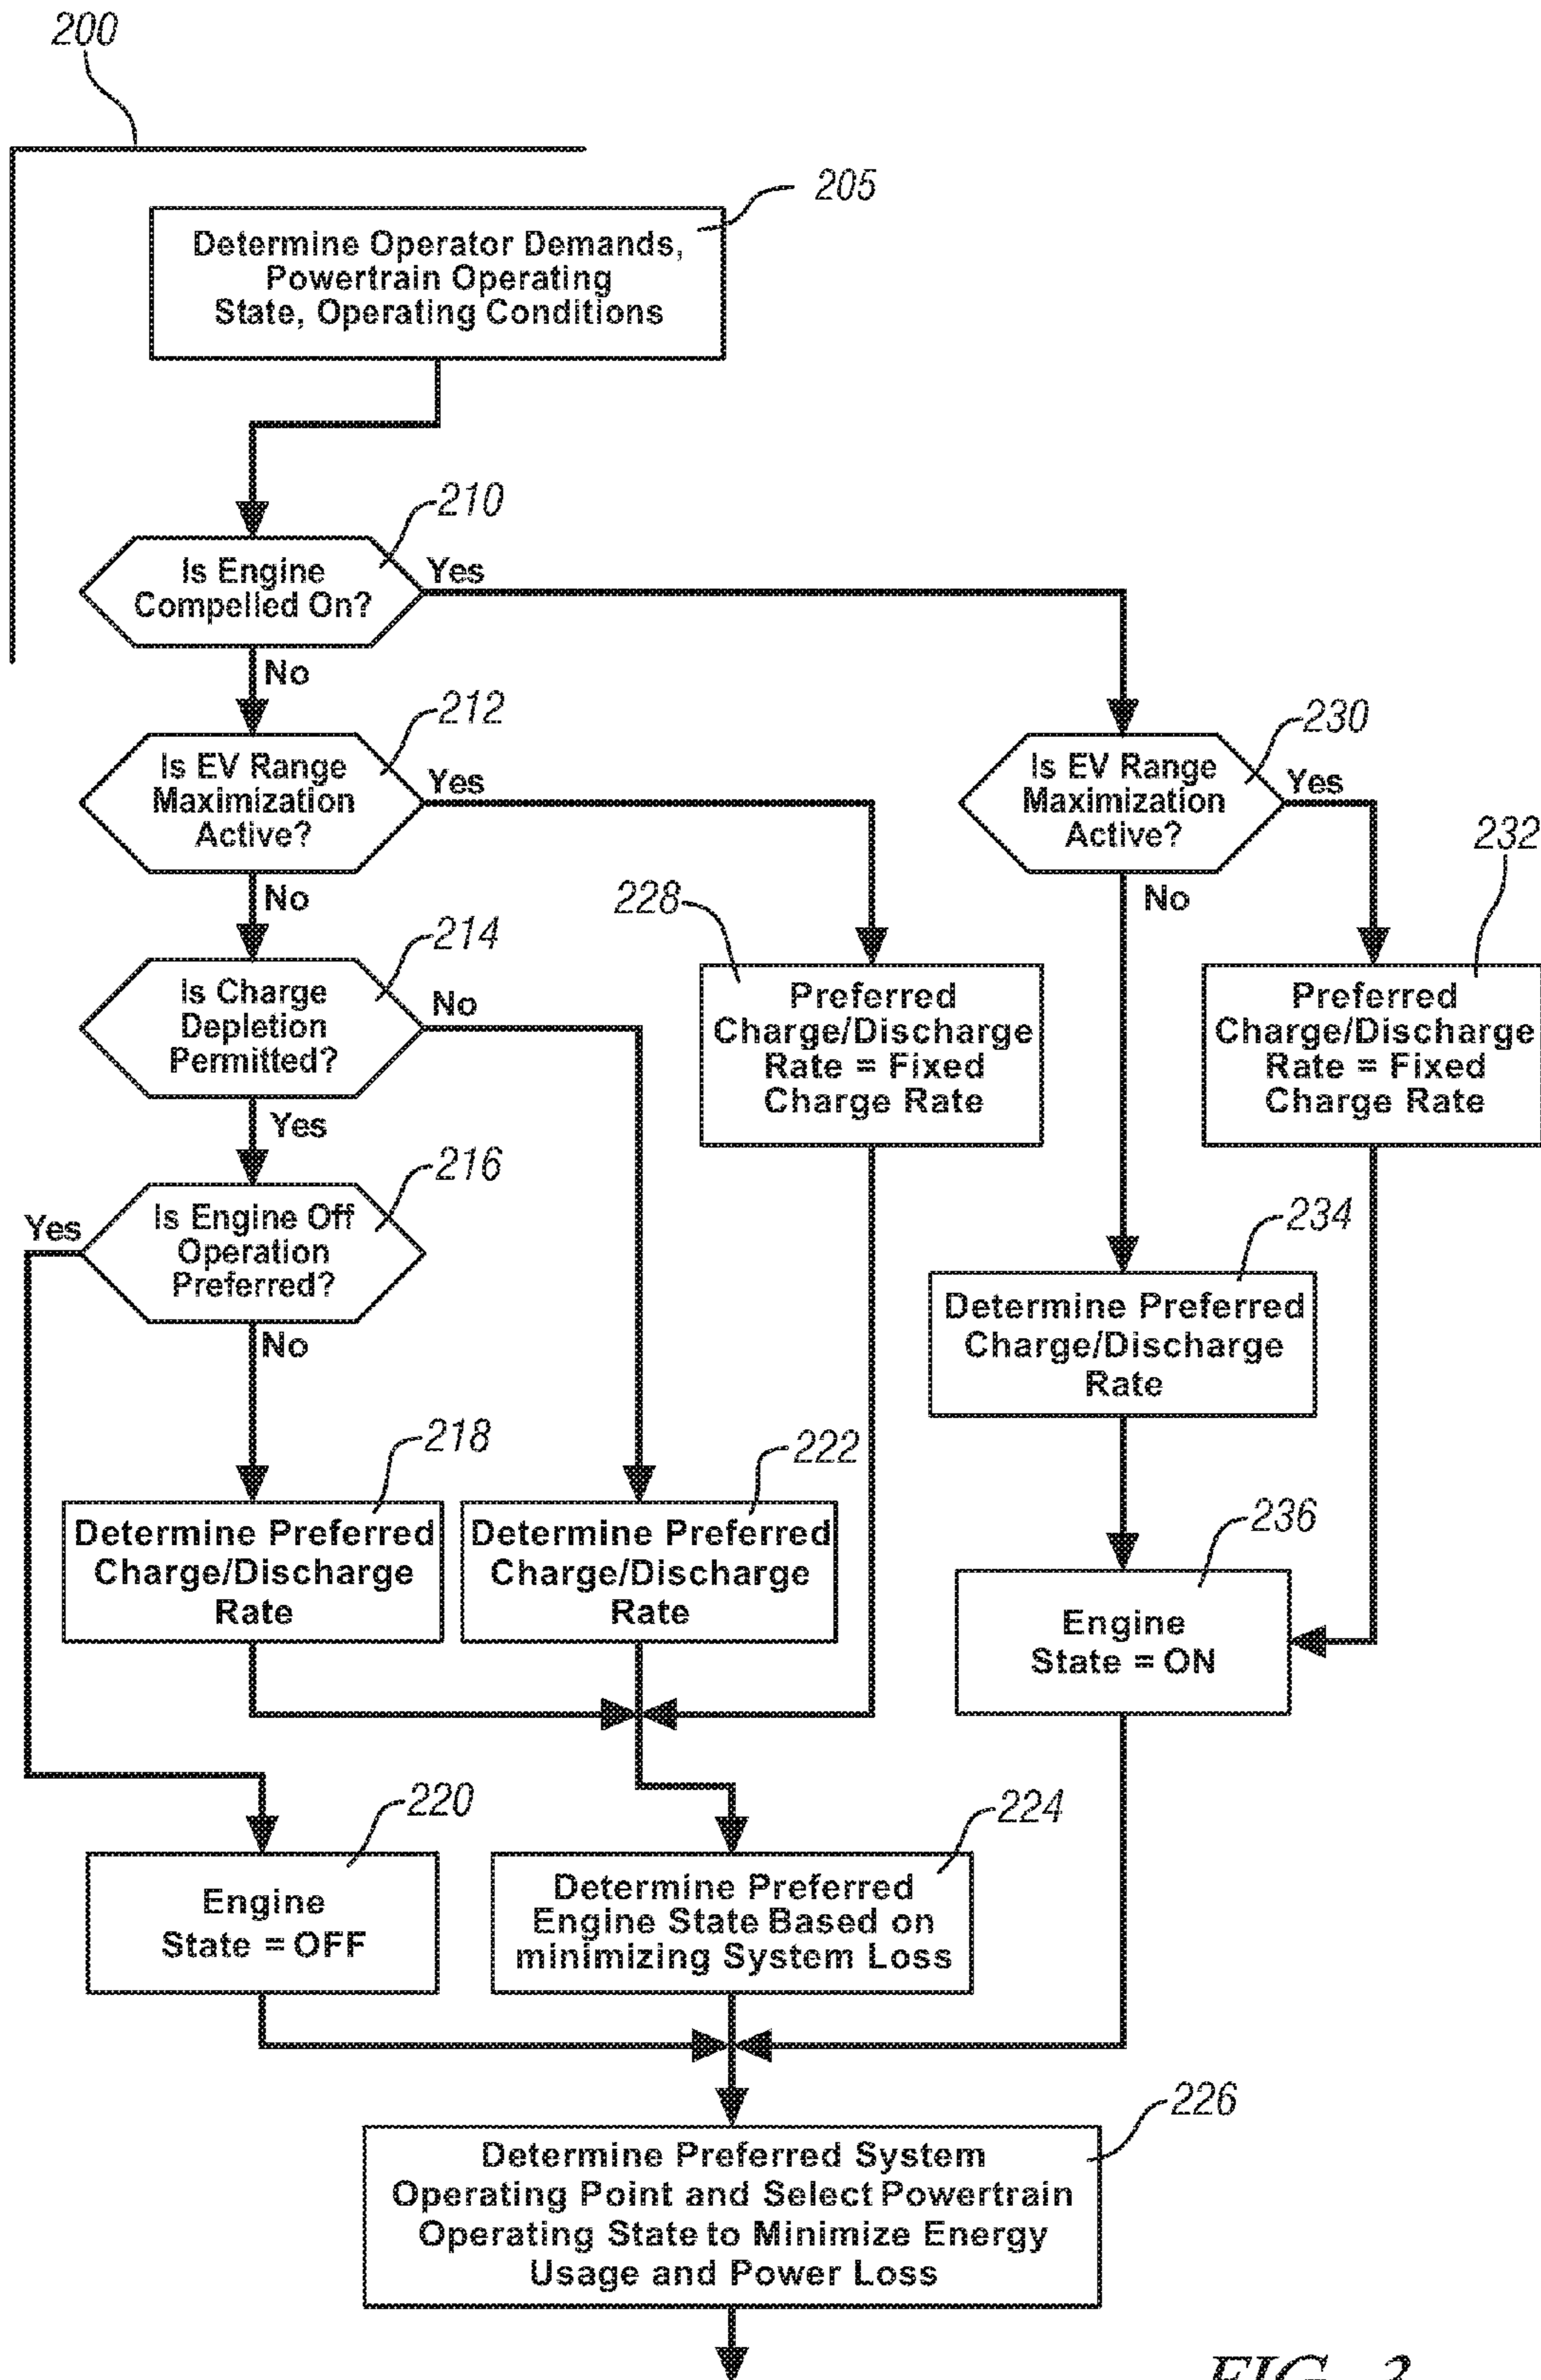 200
205
Determine Operator Demands,
Powertrain Operating
State, Operating Conditions
210
Is Engine
Compelled On?
Yes
No
212
Is EV Range
Maximization
Active?
Yes
No
230
Is EV Range
Maximization
Active?
Yes
No
232
Preferred
Charge/Discharge
Rate = Fixed
Charge Rate
228
Preferred
Charge/Discharge
Rate = Fixed
Charge Rate
214
Is Charge
Depletion
Permitted?
No
Yes
216
Is Engine Off
Operation
Preferred?
Yes
No
234
Determine Preferred
Charge/Discharge
Rate
218
Determine Preferred
Charge/Discharge
Rate
222
Determine Preferred
Charge/Discharge
Rate
236
Engine
State = ON
220
Engine
State = OFF
224
Determine Preferred
Engine State Based on
minimizing System Loss
226
Determine Preferred System
Operating Point and Select Powertrain
Operating State to Minimize Energy
Usage and Power Loss